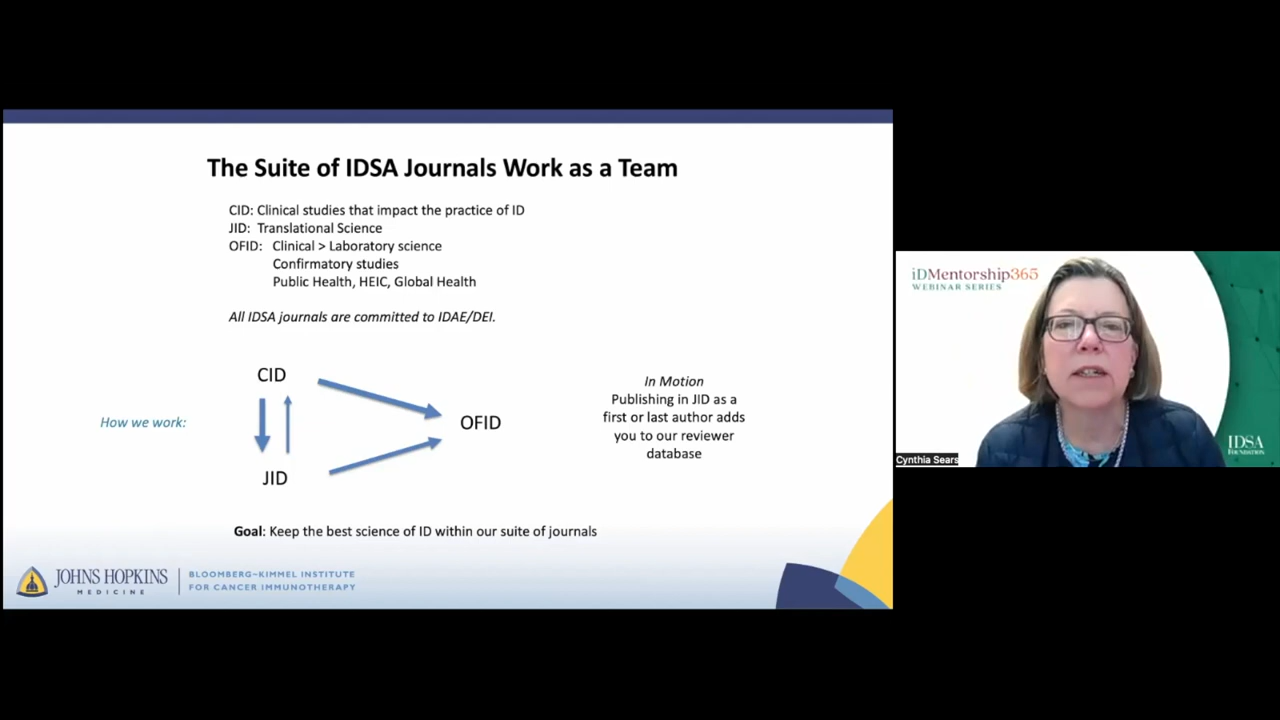 The Suite of IDSA Journals Work as a Team
CID: Clinical studies that impact the practice of ID
JID: Translational Science
OFID: Clinical > Laboratory science
Confirmatory studies
Public Health, HEIC, Global Health
All IDSA journals are committed to IDAE/DEI.
How we work:
CID
JID
OFID
In Motion
Publishing in JID as a
first or last author adds
you to our reviewer
database
Goal: Keep the best science of ID within our suite of journals
JOHNS HOPKINS
MEDICINE
BLOOMBERG~KIMMEL INSTITUTE
FOR CANCER IMMUNOTHERAPY
iDMentorship365
WEBINAR SERIES
IDSA
FOUNDATION
Cynthia Sears